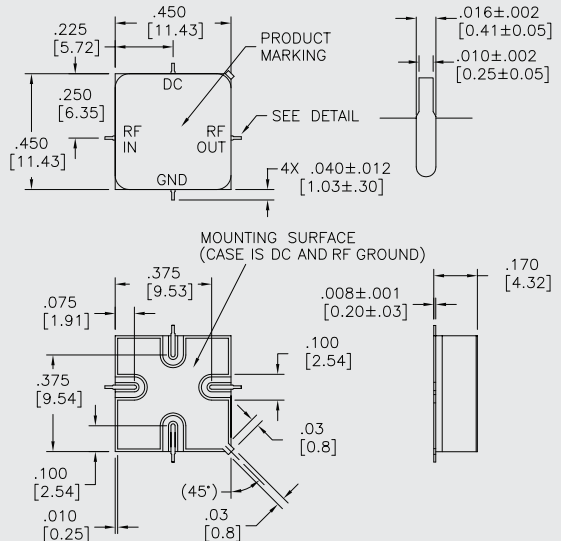 .450
[11.43]
.225
[5.72]
PRODUCT
MARKING
.016±.002
[0.41±0.05]
.010±.002
[0.25±0.05]
DC
.250
[6.35]
SEE DETAIL
.450
[11.43]
RF
IN
RF
OUT
GND
4X .040±.012
[1.03±.30]
MOUNTING SURFACE
(CASE IS DC AND RF GROUND)
.375
[9.53]
.075
[1.91]
.170
[4.32]
.008±.001
[0.20±.03]
.100
[2.54]
.375
[9.54]
.03
[0.8]
.100
[2.54]
(45°)
.010
[0.25]
.03
[0.8]